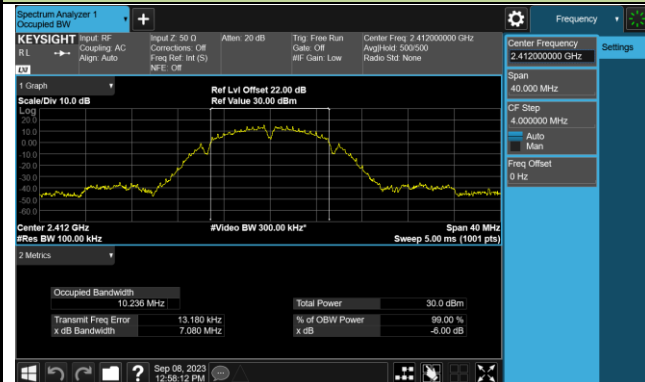 Spectrum Analyzer 1
Occupied BW
+
Frequency
KEYSIGHT
RL
LXI
Input: RF
Coupling: AC
Align: Auto
Input Z: 50 Ω
Corrections: Off
Freq Ref: Int (S)
NFE: Off
Atten: 20 dB
Trig: Free Run
Gate: Off
#IF Gain: Low
Center Freq: 2.412000000 GHz
Avg|Hold: 500/500
Radio Std: None
Center Frequency
2.412000000 GHz
Settings
Span
40.000 MHz
CF Step
4.000000 MHz
Auto
Man
Freq Offset
0 Hz
1 Graph
Scale/Div 10.0 dB
Ref Lvl Offset 22.00 dB
Ref Value 30.00 dBm
Log
20.0
10.0
0.00
-10.0
-20.0
-30.0
-40.0
-50.0
-60.0
Center 2.412 GHz
#Res BW 100.00 kHz
#Video BW 300.00 kHz*
Span 40 MHz
Sweep 5.00 ms (1001 pts)
2 Metrics
Occupied Bandwidth
10.236 MHz
Total Power 30.0 dBm
Transmit Freq Error 13.180 kHz
% of OBW Power 99.00 %
x dB Bandwidth 7.080 MHz
x dB -6.00 dB
?
Sep 08, 2023
12:58:12 PM